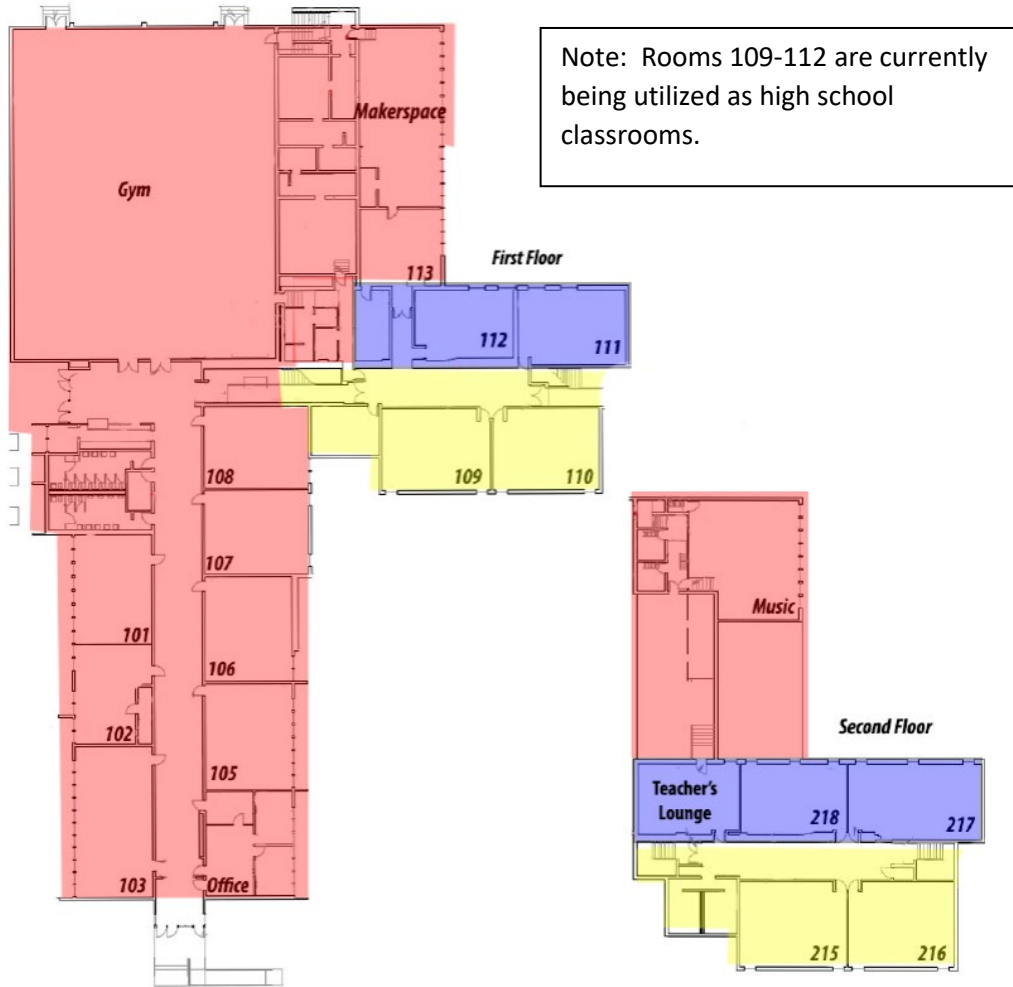 Note: Rooms 109-112 are currently
being utilized as high school
classrooms.
Makerspace
Gym
First Floor
113
112
111
108
109
110
107
101
Music
106
102
Second Floor
105
Teacher's
Lounge
218
217
103
Office
215
216